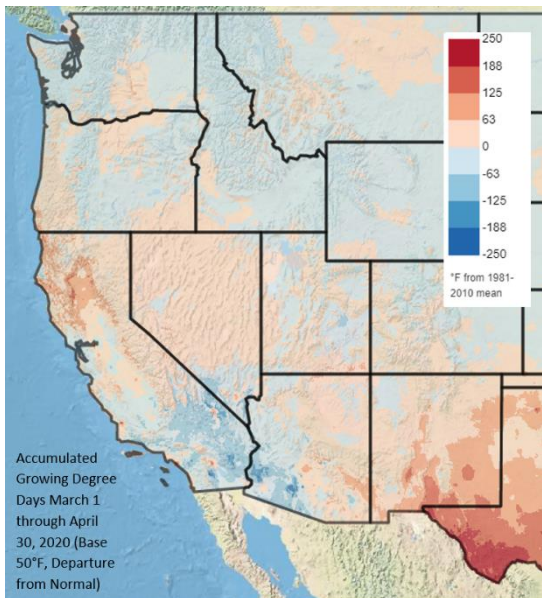 250
188
125
63
0
-63
-125
-188
-250
°F from 1981-
2010 mean
Accumulated
Growing Degree
Days March 1
through April
30, 2020 (Base
50°F, Departure
from Normal)